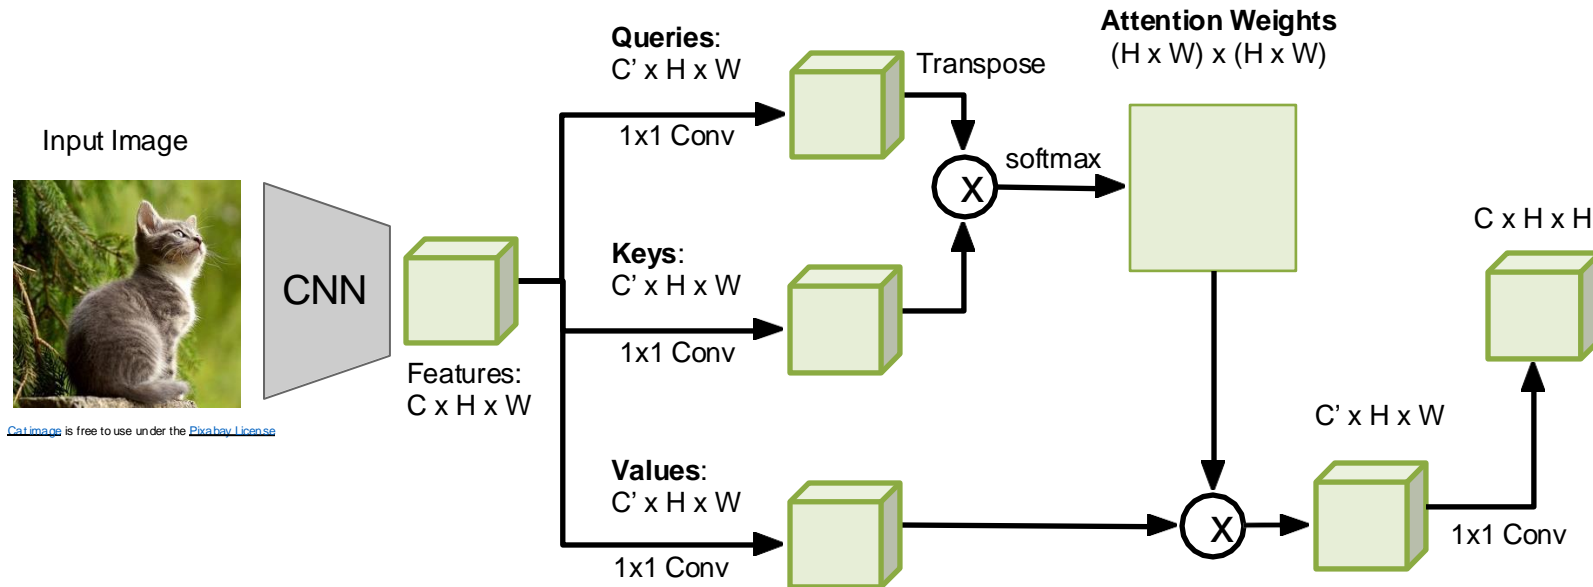 Input Image
Cat image is free to use under the Pixabay License
CNN
Features:
C x H x W
Queries:
C' x H x W
1x1 Conv
Keys:
C' x H x W
1x1 Conv
Values:
C' x H x W
1x1 Conv
Transpose
X
softmax
Attention Weights
(H x W) x (H x W)
X
C' x H x W
1x1 Conv
C x H x H